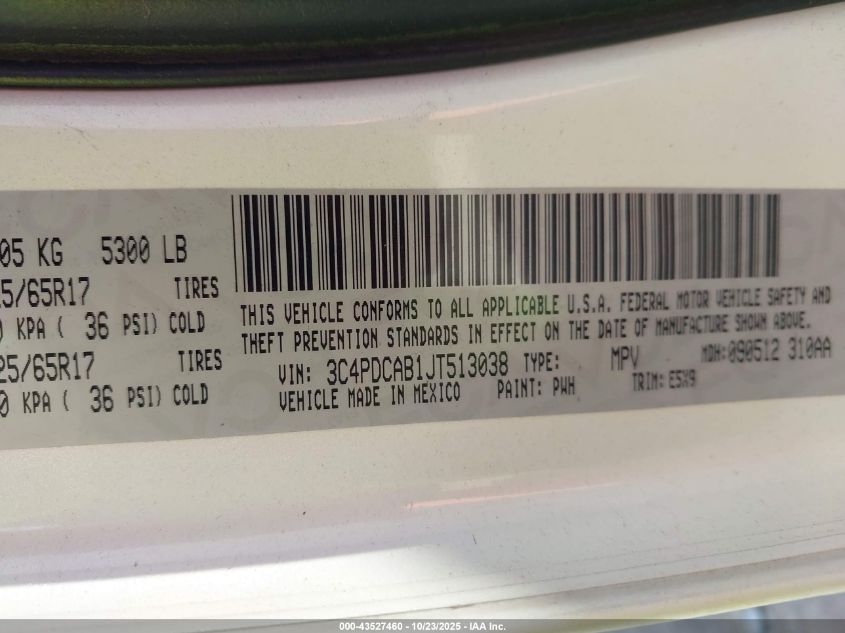 05 KG 5300 LB
25/65R17 TIRES
0 KPA ( 36 PSI) COLD
25/65R17 TIRES
0 KPA ( 36 PSI) COLD
THIS VEHICLE CONFORMS TO ALL APPLICABLE U.S.A. FEDERAL MOTOR VEHICLE SAFETY AND
THEFT PREVENTION STANDARDS IN EFFECT ON THE DATE OF MANUFACTURE SHOWN ABOVE.
VIN: 3C4PDCAB1JT513038 TYPE: MPV MDH: 090512 310AA
VEHICLE MADE IN MEXICO PAINT: PWH TRIM: E5X9
000-43527460 - 10/23/2025 - IAA Inc.